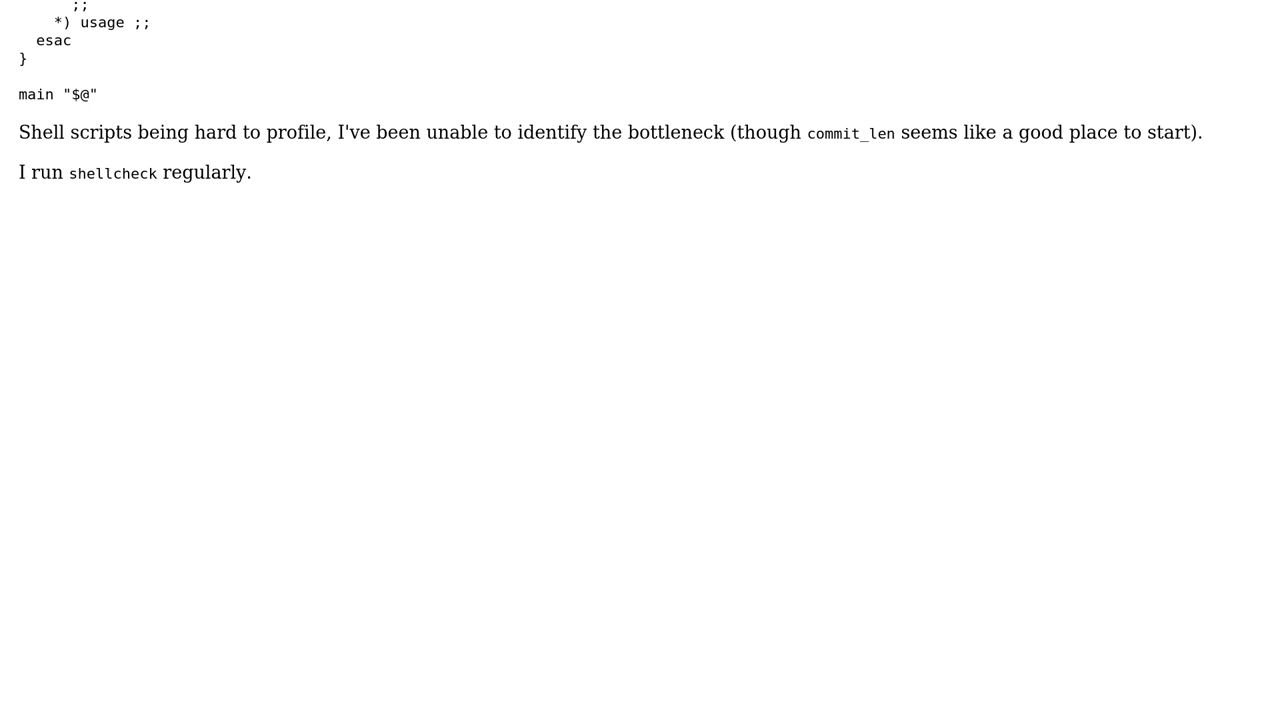 ;;
*) usage ;;
esac
}
main "$@"
Shell scripts being hard to profile, I've been unable to identify the bottleneck (though commit_len seems like a good place to start).
I run shellcheck regularly.